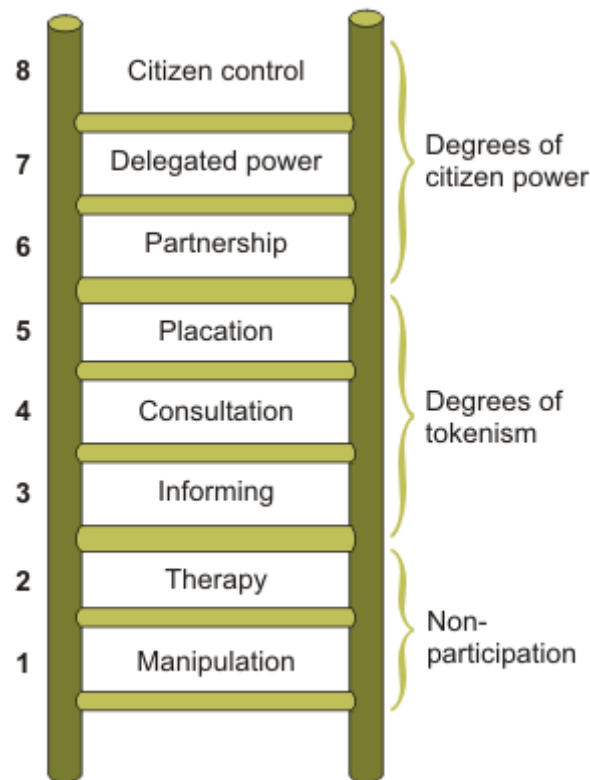 8 Citizen control
7 Delegated power
6 Partnership
Degrees of
citizen power
5 Placation
4 Consultation
3 Informing
Degrees of
tokenism
2 Therapy
1 Manipulation
Non-
participation